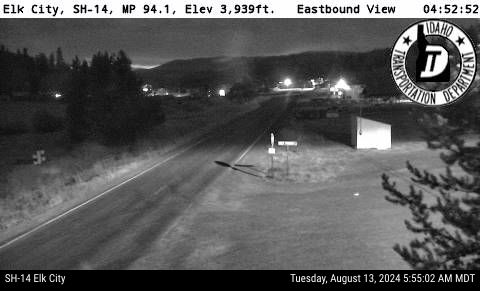 Elk City, SH-14, MP 94.1, Elev 3,939ft. Eastbound View 04:52:52
IDAHO
TRANSPORTATION DEPARTMENT
SH-14 Elk City Tuesday, August 13, 2024 5:55:02 AM MDT